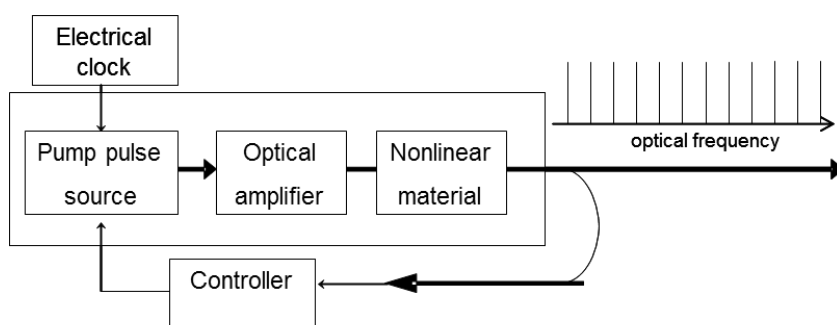 Electrical
clock
Pump pulse
source
Optical
amplifier
Nonlinear
material
optical frequency
Controller